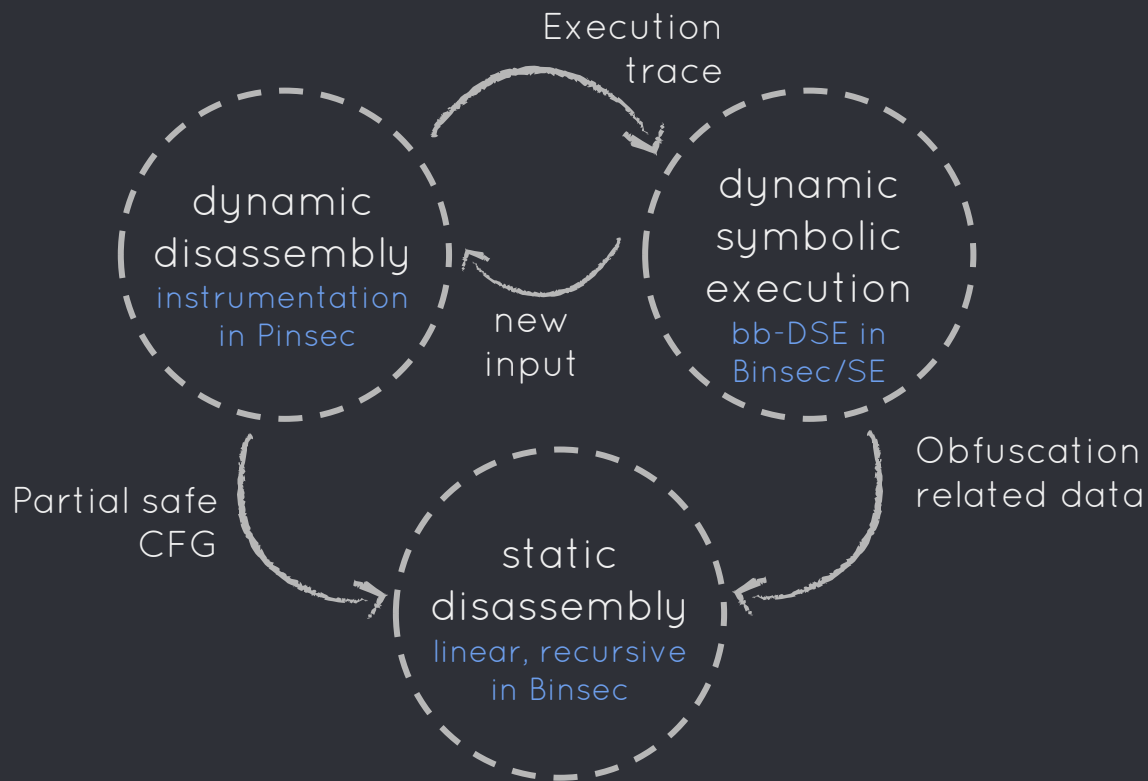 Execution
trace
dynamic
disassembly
instrumentation
in Pinsec
dynamic
symbolic
execution
bb-DSE in
Binsec/SE
new
input
Partial safe
CFG
Obfuscation
related data
static
disassembly
linear, recursive
in Binsec